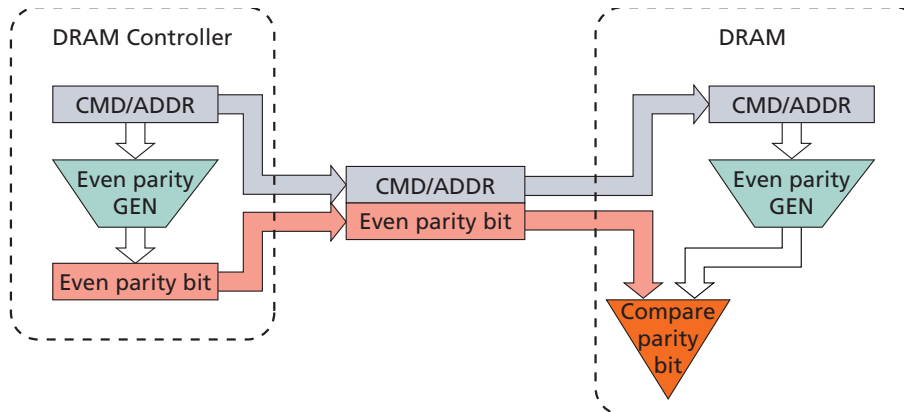 DRAM Controller
DRAM
CMD/ADDR
CMD/ADDR
Even parity
GEN
Even parity
GEN
CMD/ADDR
Even parity bit
Even parity bit
Compare
parity
bit